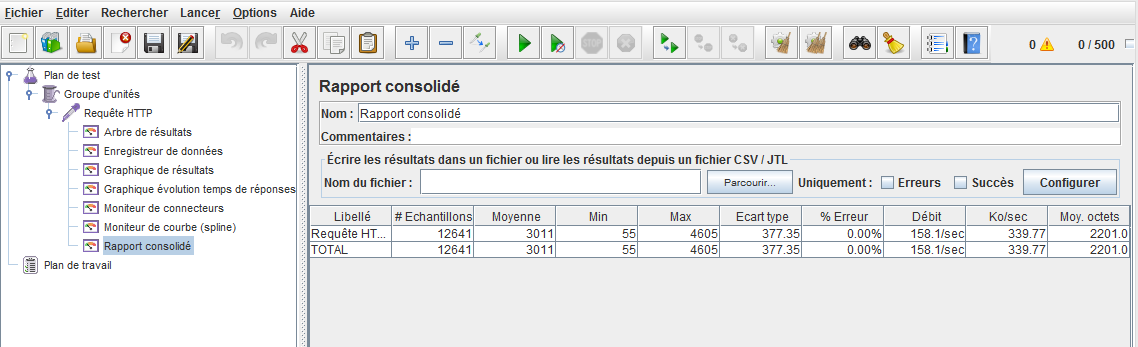 Fichier Editer Rechercher Lancer Options Aide
0 0 / 500
Plan de test
Groupe d'unités
Requête HTTP
Arbre de résultats
Enregistreur de données
Graphique de résultats
Graphique évolution temps de réponses
Moniteur de connecteurs
Moniteur de courbe (spline)
Rapport consolidé
Plan de travail
Rapport consolidé
Nom : Rapport consolidé
Commentaires :
Écrire les résultats dans un fichier ou lire les résultats depuis un fichier CSV / JTL
Nom du fichier : Parcourir... Uniquement : Erreurs Succès Configurer
Libellé # Echantillons Moyenne Min Max Ecart type % Erreur Débit Ko/sec Moy. octets
Requête HT... 12641 3011 55 4605 377.35 0.00% 158.1/sec 339.77 2201.0
TOTAL 12641 3011 55 4605 377.35 0.00% 158.1/sec 339.77 2201.0